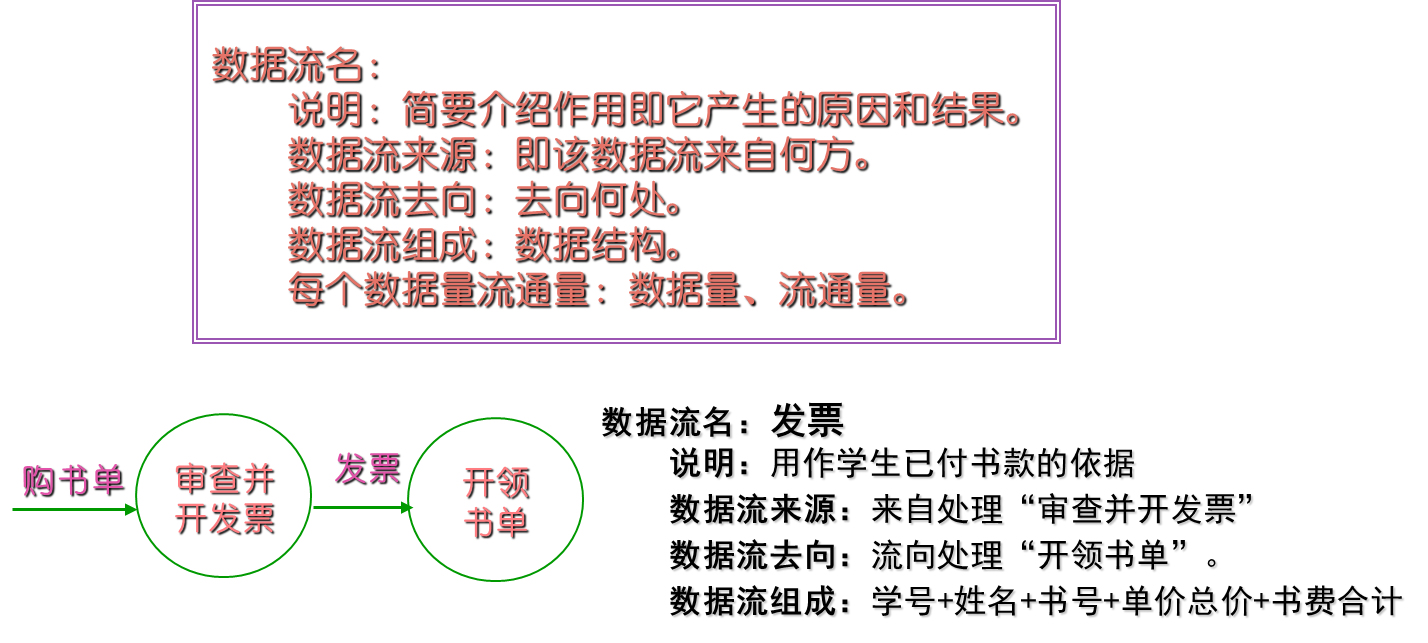 数据流名：
说明：简要介绍作用即它产生的原因和结果。
数据流来源：即该数据流来自何方。
数据流去向：去向何处。
数据流组成：数据结构。
每个数据量流通量：数据量、流通量。
购书单
审查并
开发票
发票
开领
书单
数据流名：发票
说明：用作学生已付书款的依据
数据流来源：来自处理“审查并开发票”
数据流去向：流向处理“开领书单”。
数据流组成：学号+姓名+书号+单价总价+书费合计